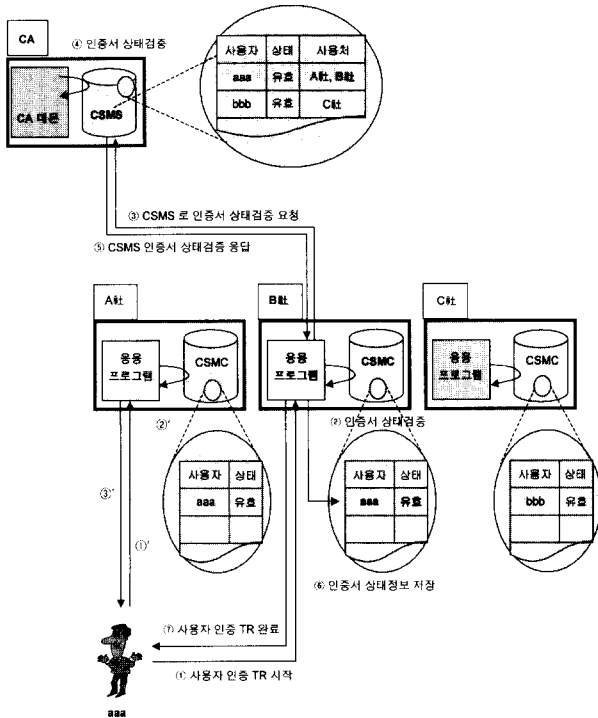 CA
④ 인증서 상태검증
CA 데몬
CSMS
사용자 상태 사용처
aaa 유효 A社, B社
bbb 유효 C社
③ CSMS 로 인증서 상태검증 요청
⑤ CSMS 인증서 상태검증 응답
A社
B社
C社
응용
프로그램
CSMC
응용
프로그램
CSMC
응용
프로그램
CSMC
②'
② 인증서 상태검증
③'
①'
사용자 상태
aaa 유효
사용자 상태
aaa 유효
사용자 상태
bbb 유효
⑥ 인증서 상태정보 저장
⑦ 사용자 인증 TR 완료
① 사용자 인증 TR 시작
aaa